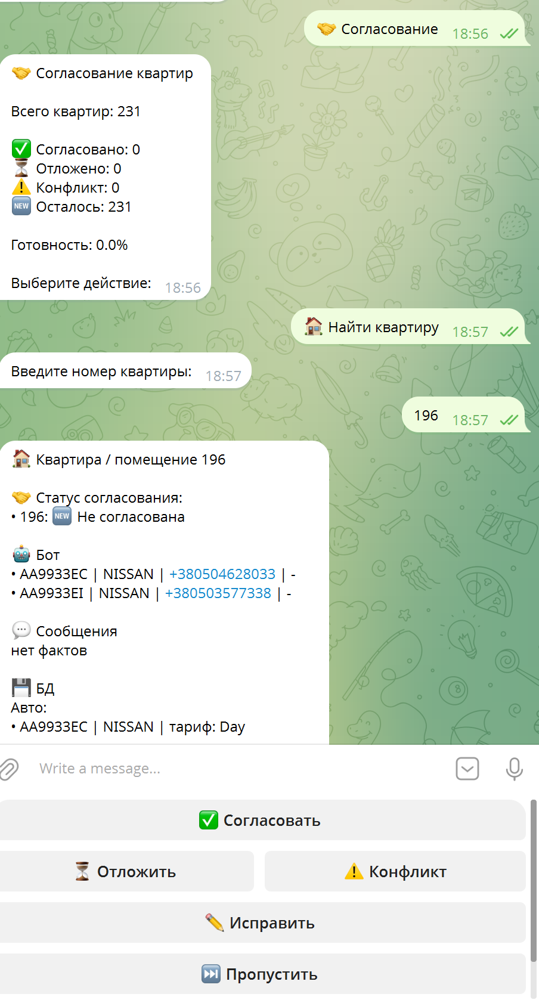 🤝 Согласование 18:56
🤝 Согласование квартир
Всего квартир: 231
✅ Согласовано: 0
⏳ Отложено: 0
⚠️ Конфликт: 0
🆕 Осталось: 231
Готовность: 0.0%
Выберите действие: 18:56
🏠 Найти квартиру 18:57
Введите номер квартиры: 18:57
196 18:57
🏠 Квартира / помещение 196
🤝 Статус согласования:
• 196: 🆕 Не согласована
🤖 Бот
• AA9933EC | NISSAN | +380504628033 | -
• AA9933EI | NISSAN | +380503577338 | -
💬 Сообщения
нет фактов
💾 БД
Авто:
• AA9933EC | NISSAN | тариф: Day
Write a message...
✅ Согласовать
⏳ Отложить
⚠️ Конфликт
✏️ Исправить
⏭️ Пропустить